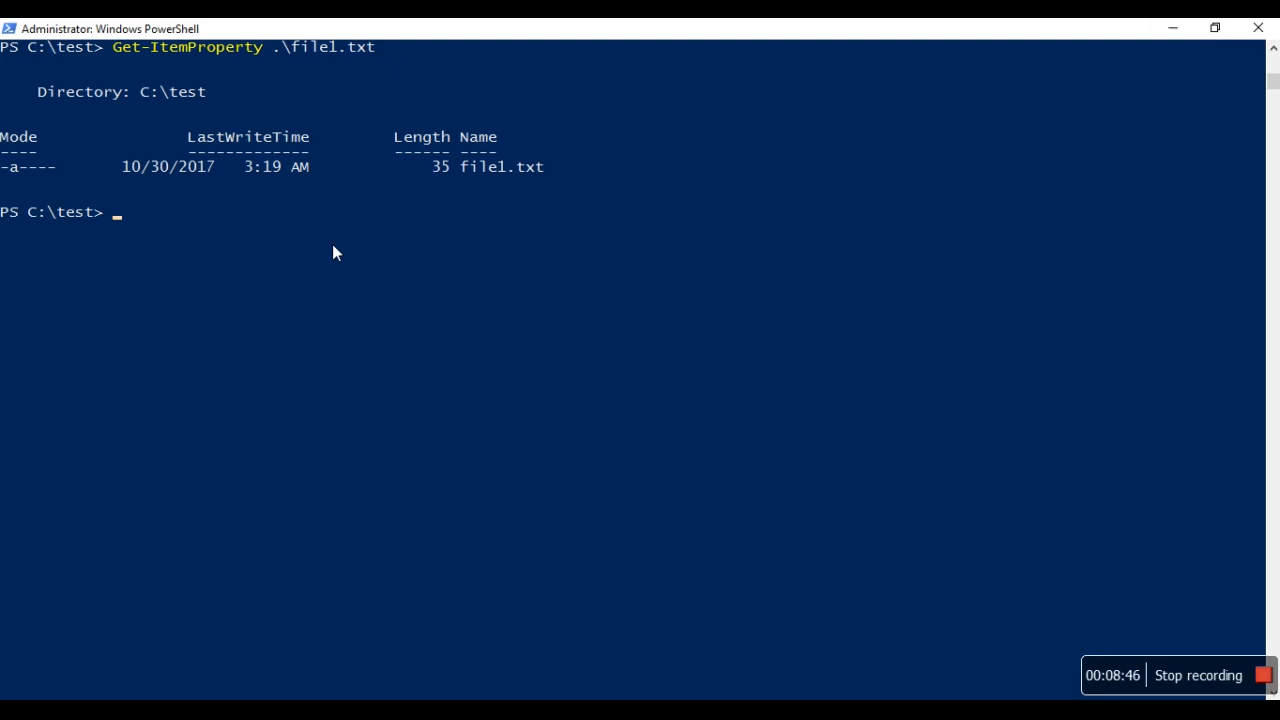 Administrator: Windows PowerShell
PS C:\test> Get-ItemProperty .\file1.txt
Directory: C:\test
Mode LastWriteTime Length Name
---- ------------- ------ ----
-a---- 10/30/2017 3:19 AM 35 file1.txt
PS C:\test> _
00:08:46 Stop recording